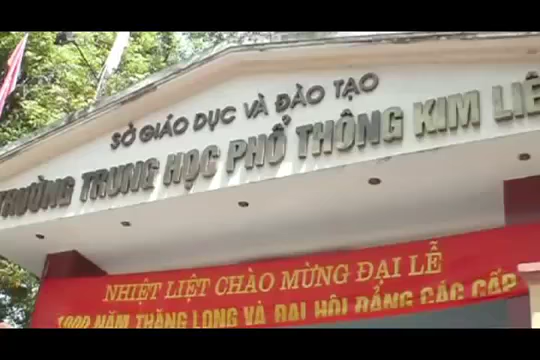 SỞ GIÁO DỤC VÀ ĐÀO TẠO
TRƯỜNG TRUNG HỌC PHỔ THÔNG KIM LIÊ
NHIỆT LIỆT CHÀO MỪNG ĐẠI LỄ
1000 NĂM THĂNG LONG VÀ ĐẠI HỘI ĐẢNG CÁC CẤP